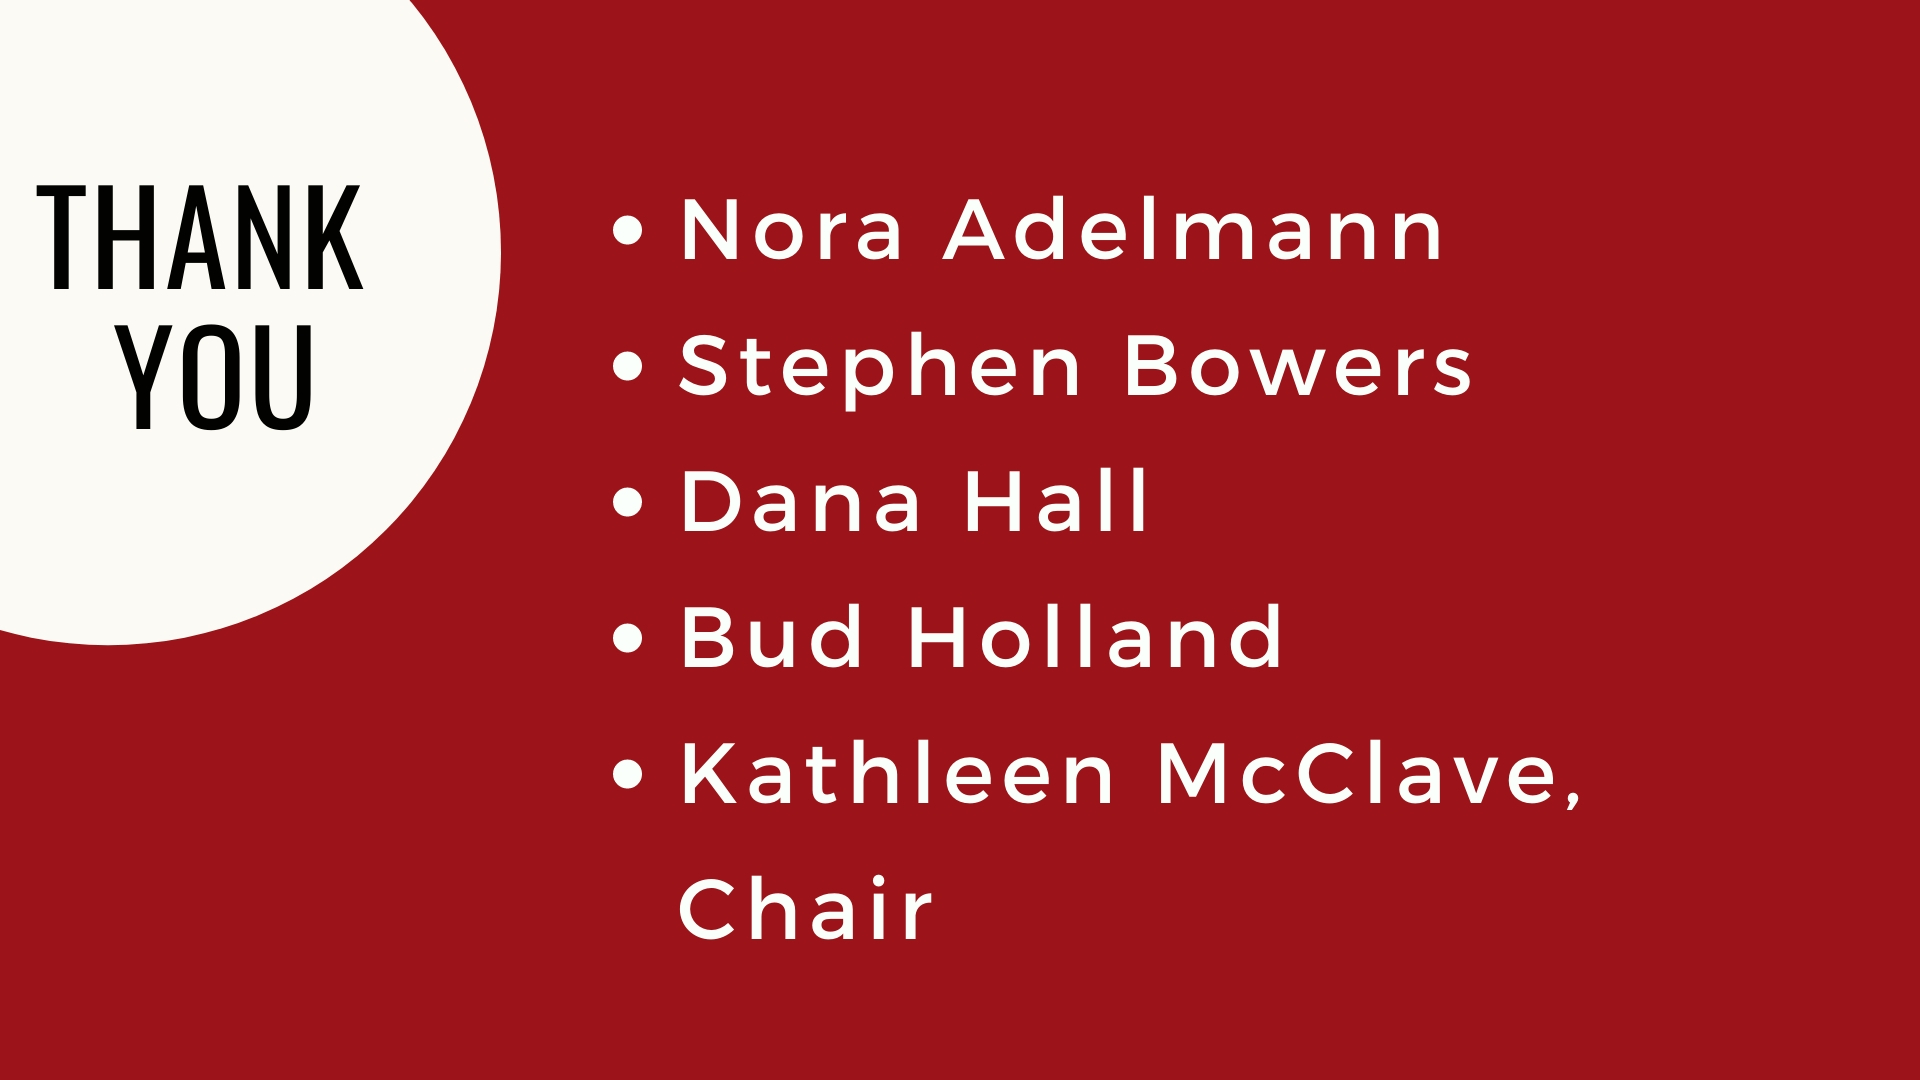 THANK
YOU
• Nora Adelmann
• Stephen Bowers
• Dana Hall
• Bud Holland
• Kathleen McClave,
Chair